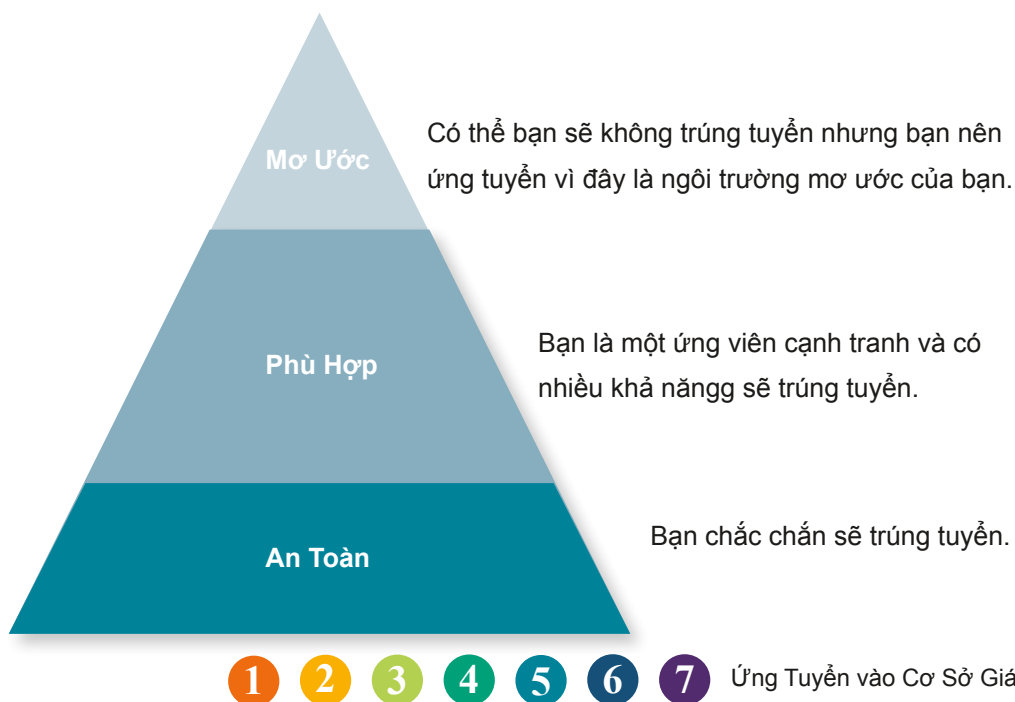 Mơ Ước
Có thể bạn sẽ không trúng tuyển nhưng bạn nên
ứng tuyển vì đây là ngôi trường mơ ước của bạn.
Phù Hợp
Bạn là một ứng viên cạnh tranh và có
nhiều khả năngg sẽ trúng tuyển.
An Toàn
Bạn chắc chắn sẽ trúng tuyển.
1 2 3 4 5 6 7 Ứng Tuyển vào Cơ Sở Giá